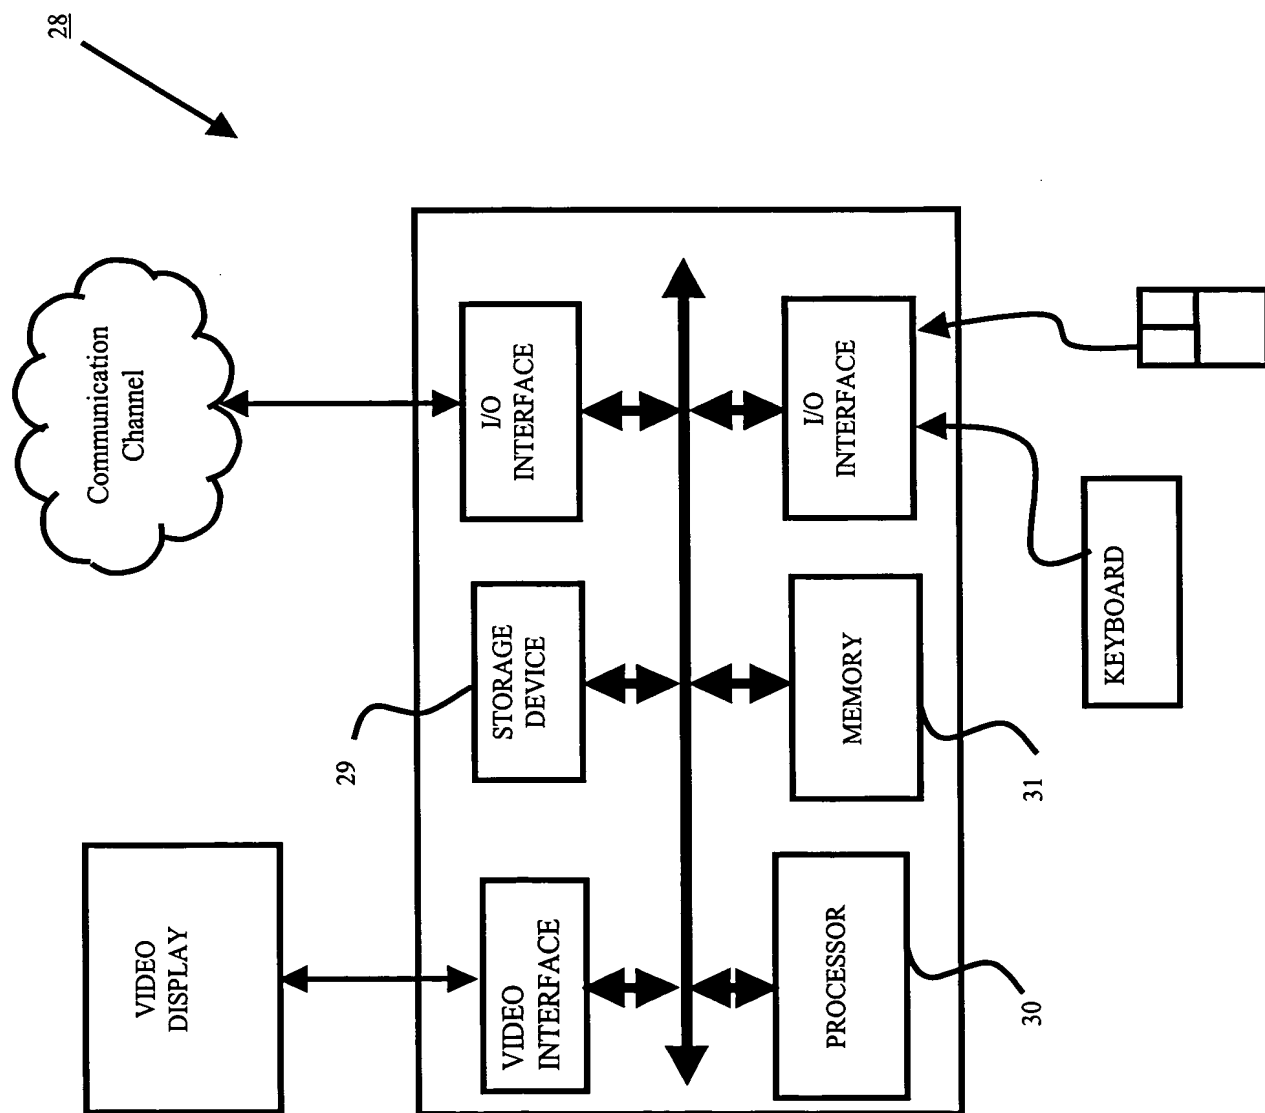 28
VIDEO
DISPLAY
Communication
Channel
29
VIDEO
INTERFACE
STORAGE
DEVICE
I/O
INTERFACE
PROCESSOR
MEMORY
I/O
INTERFACE
30
31
KEYBOARD